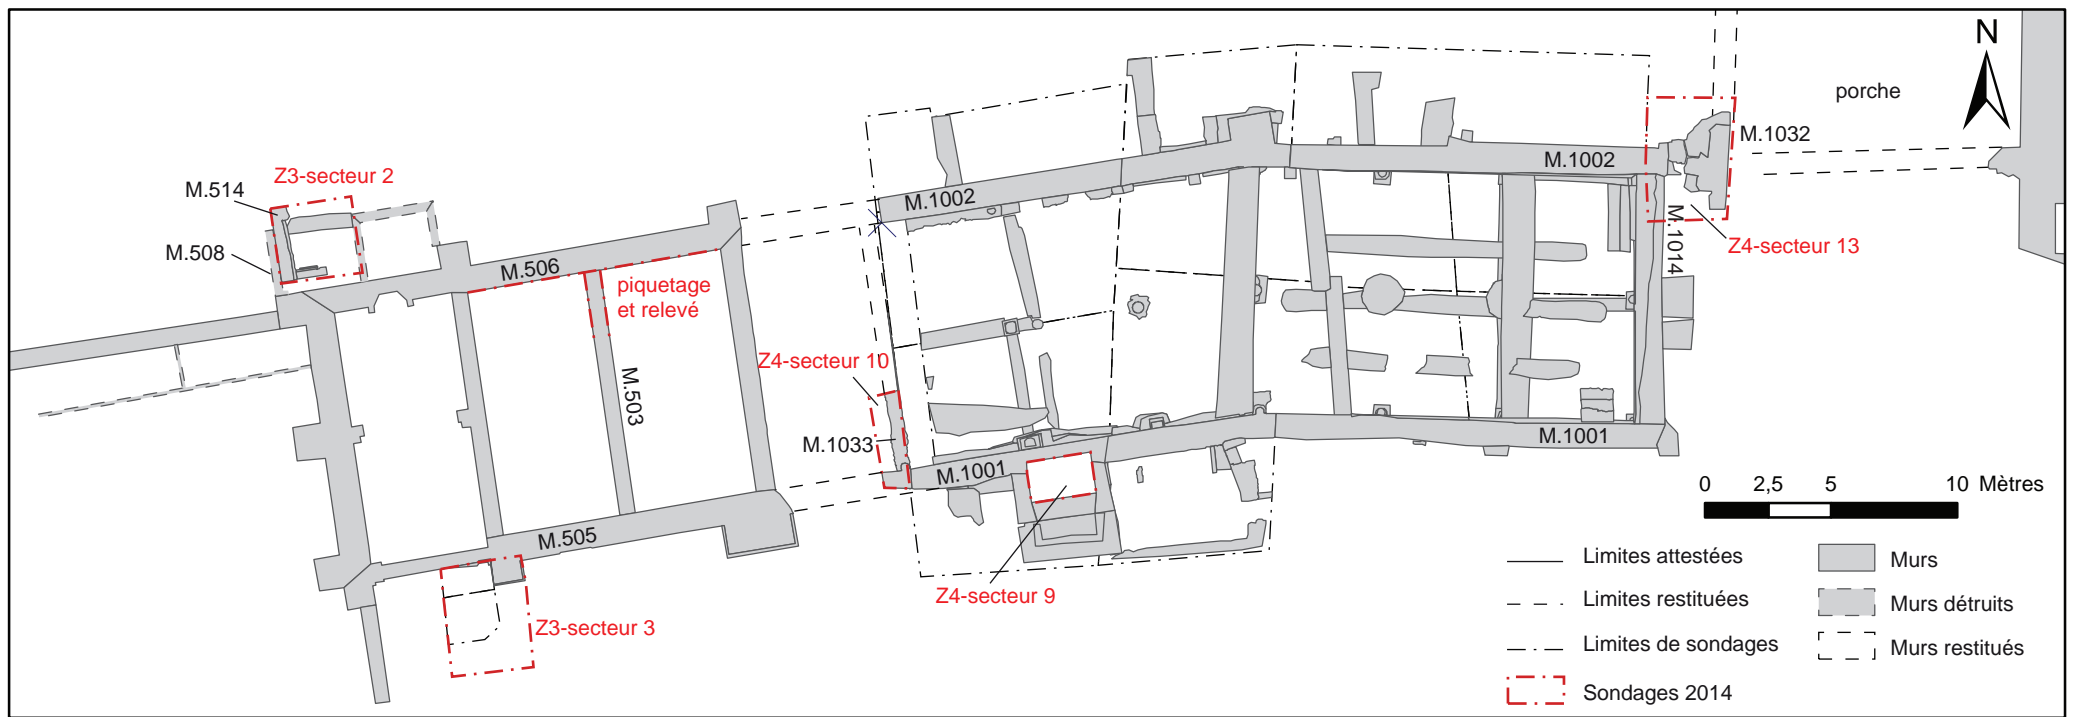 N
porche
M.1032
M.1002
Z3-secteur 2
M.514
M.1002
M.1014
Z4-secteur 13
M.508
M.506
piquetage
et relevé
Z4-secteur 10
M.503
M.1033
M.1001
M.1001
0 2,5 5 10 Mètres
M.505
Z4-secteur 9
Z3-secteur 3
Limites attestées
Murs
Limites restituées
Murs détruits
Limites de sondages
Murs restitués
Sondages 2014